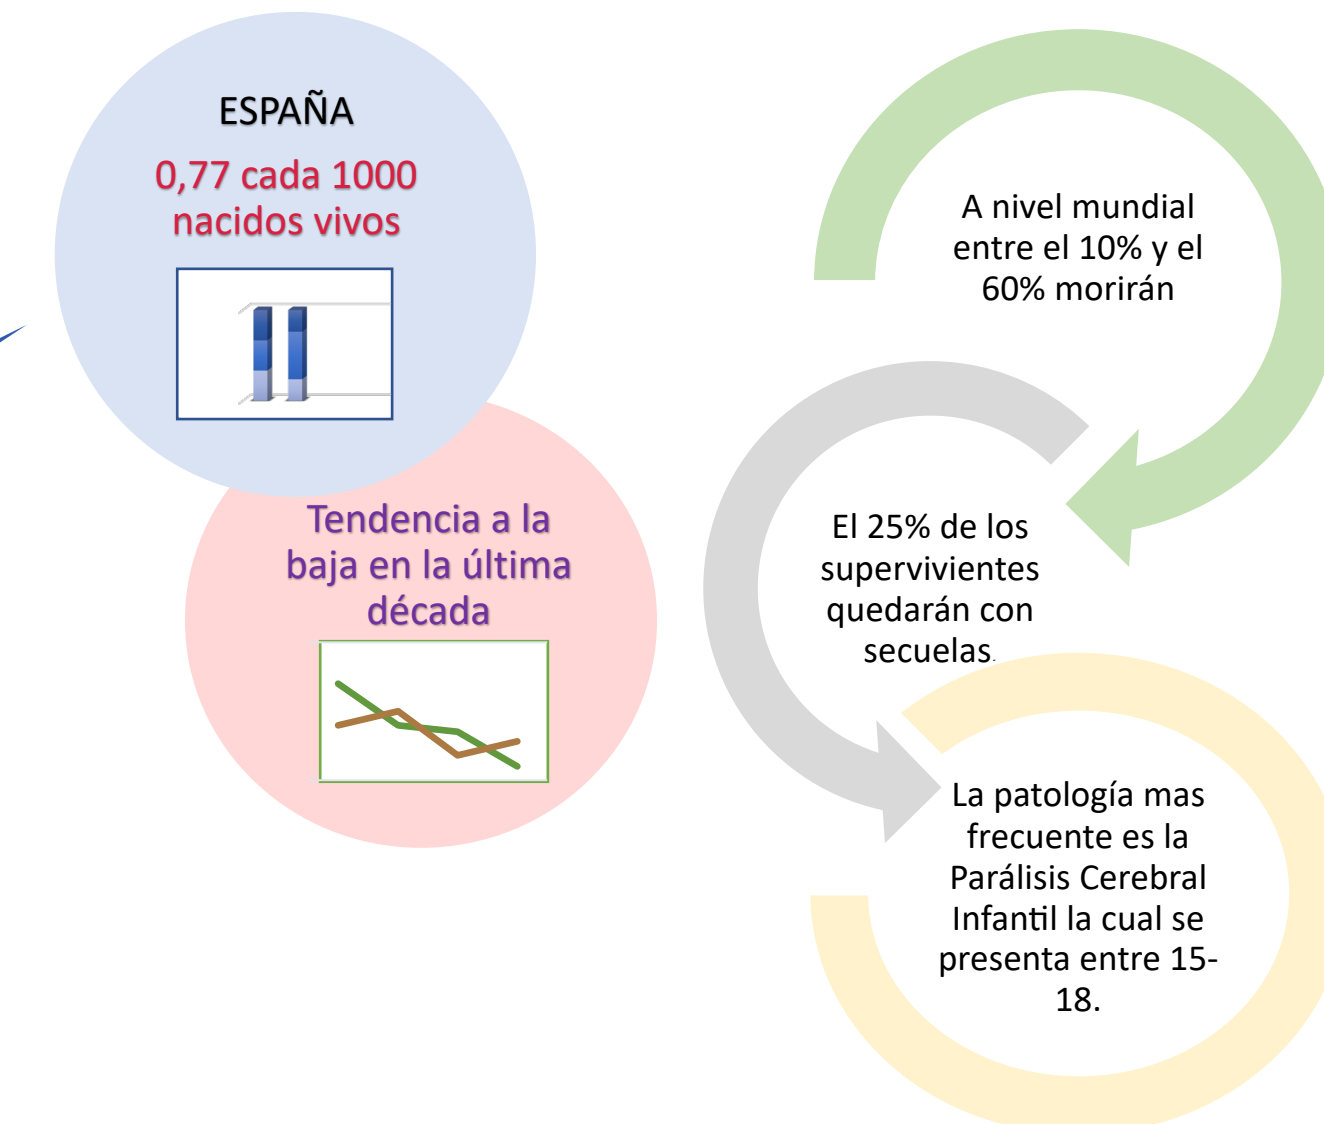 ESPAÑA
0,77 cada 1000
nacidos vivos
Tendencia a la
baja en la última
década
A nivel mundial
entre el 10% y el
60% morirán
El 25% de los
supervivientes
quedarán con
secuelas.
La patología mas
frecuente es la
Parálisis Cerebral
Infantil la cual se
presenta entre 15-
18.